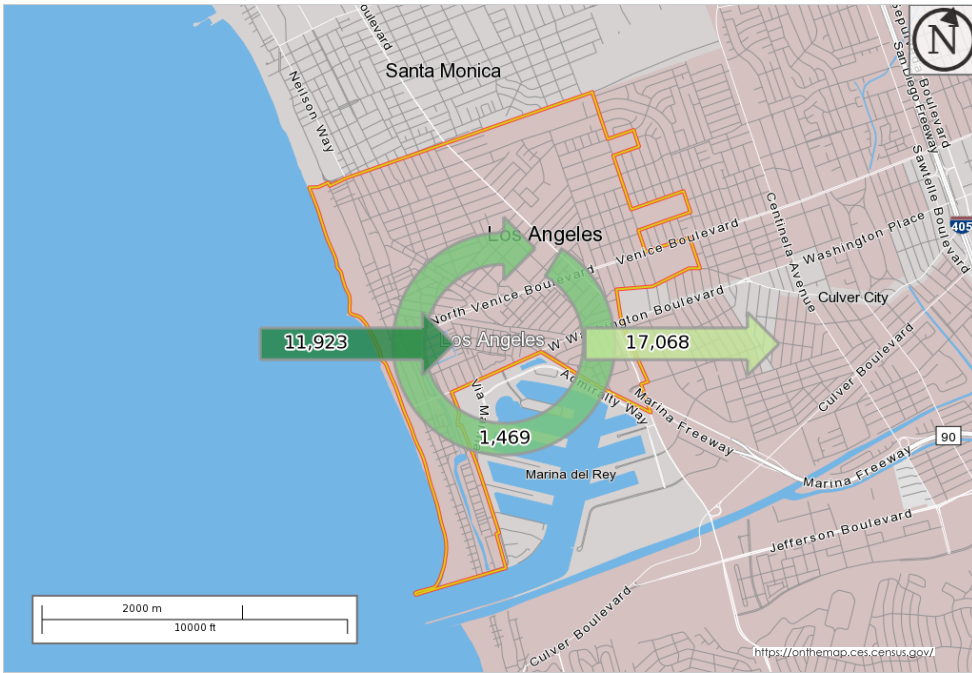 N
Santa Monica
Boulevard
Neilson Way
Sepulveda Boulevard
San Diego Freeway
Sawtelle Boulevard
405
Centinela Avenue
Washington Place
Los Angeles
Venice Boulevard
North Venice Boulevard
Culver City
W Washington Boulevard
11,923
Los Angeles
17,068
Culver Boulevard
Admiralty Way
Via Ma
Marina Freeway
1,469
90
Marina del Rey
Marina Freeway
Jefferson Boulevard
Culver Boulevard
2000 m
10000 ft
https://onthemap.ces.census.gov/